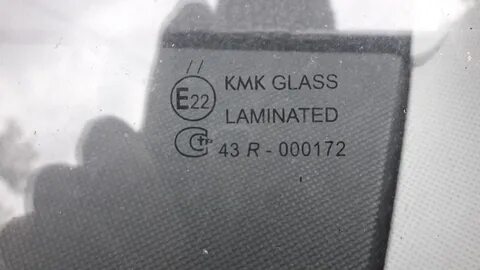 //
E22 KMK GLASS
LAMINATED
43 R - 000172